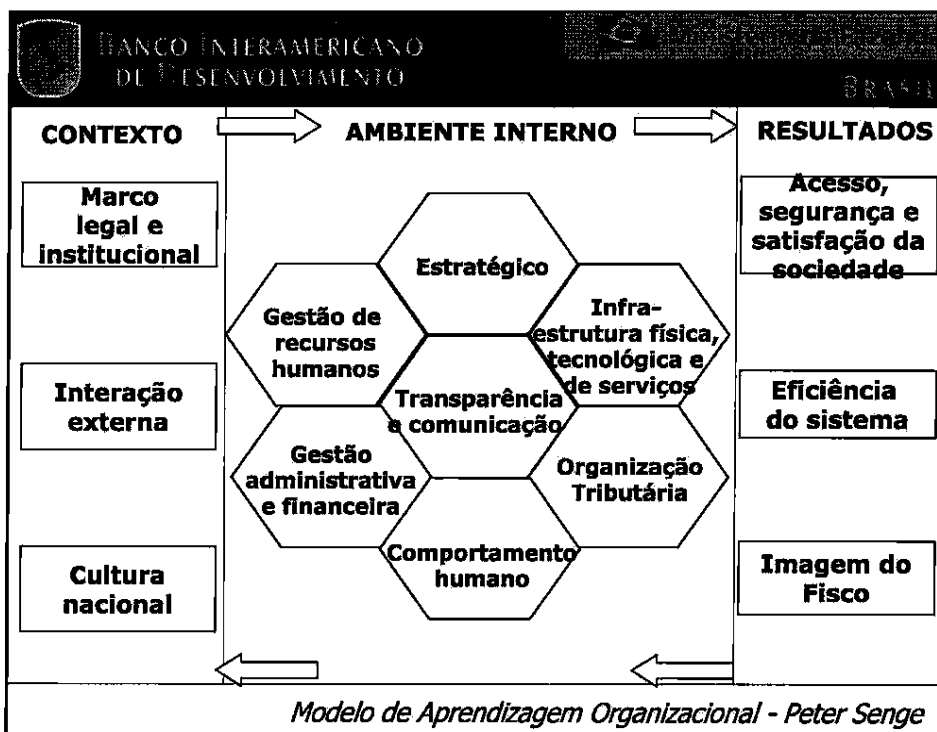 BANCO INTERAMERICANO
DE DESENVOLVIMENTO
BRASIL
CONTEXTO
AMBIENTE INTERNO
RESULTADOS
Marco
legal e
institucional
Interação
externa
Cultura
nacional
Estratégico
Gestão de
recursos
humanos
Infra-
estrutura física,
tecnológica e
de serviços
Transparência
e comunicação
Gestão
administrativa
e financeira
Organização
Tributária
Comportamento
humano
Acesso,
segurança e
satisfação da
sociedade
Eficiência
do sistema
Imagem do
Fisco
Modelo de Aprendizagem Organizacional - Peter Senge